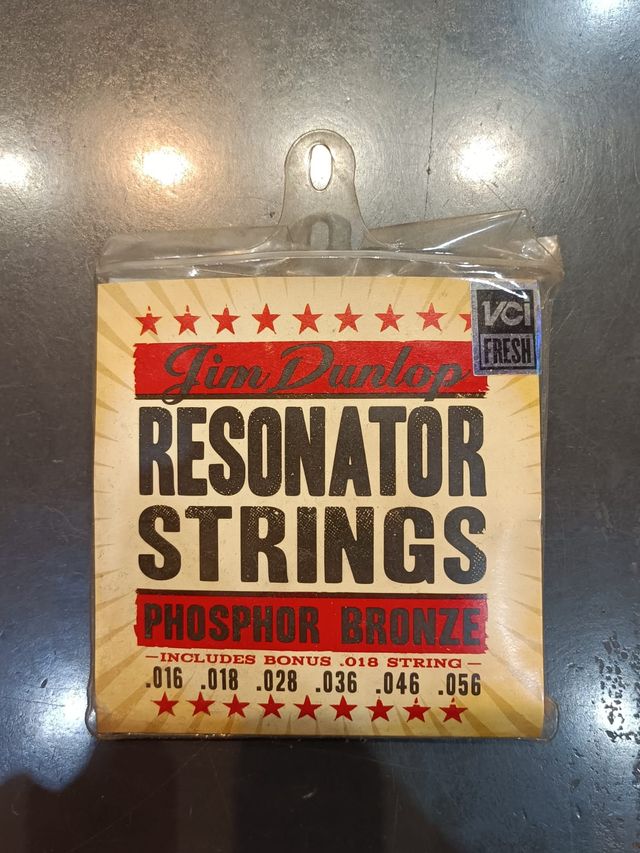 VCI
FRESH
Jim Dunlop
RESONATOR
STRINGS
PHOSPHOR BRONZE
—INCLUDES BONUS .018 STRING—
.016 .018 .028 .036 .046 .056